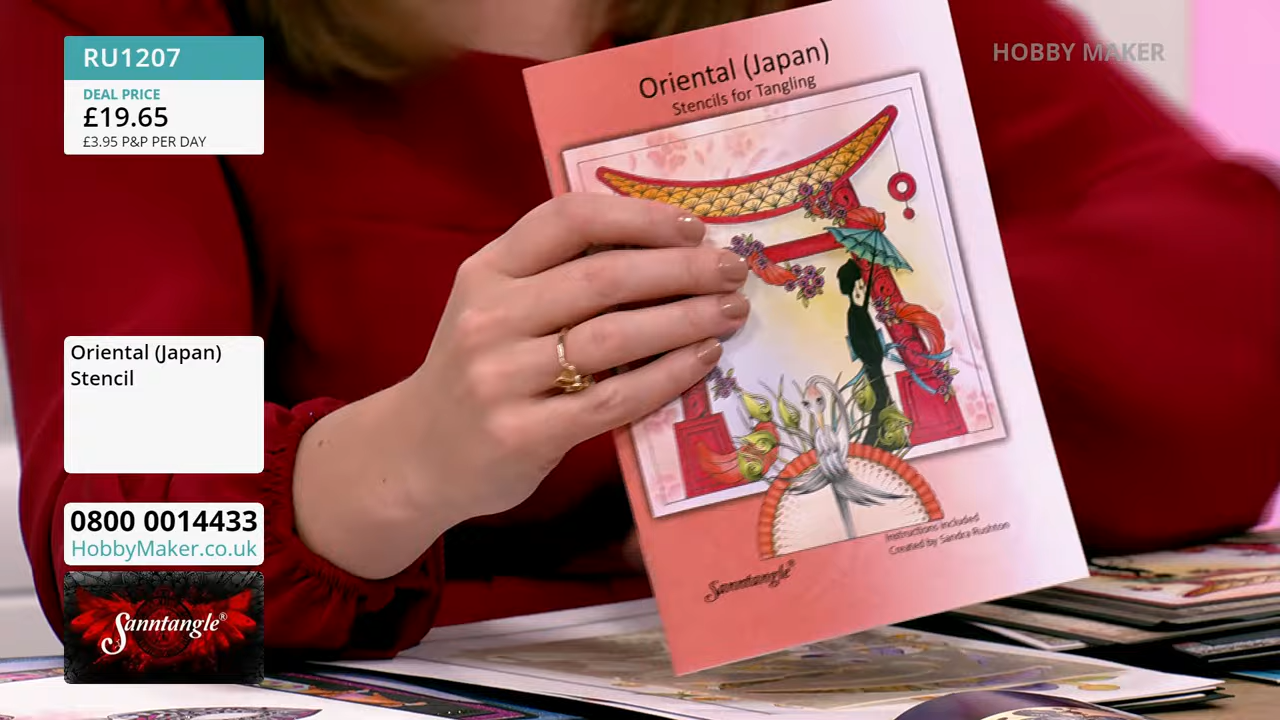 RU1207
DEAL PRICE
£19.65
£3.95 P&P PER DAY
HOBBY MAKER
Oriental (Japan)
Stencils for Tangling
Instructions included
Created by Sandra Rushton
Sanntangle®
Oriental (Japan)
Stencil
0800 0014433
HobbyMaker.co.uk
Sanntangle®